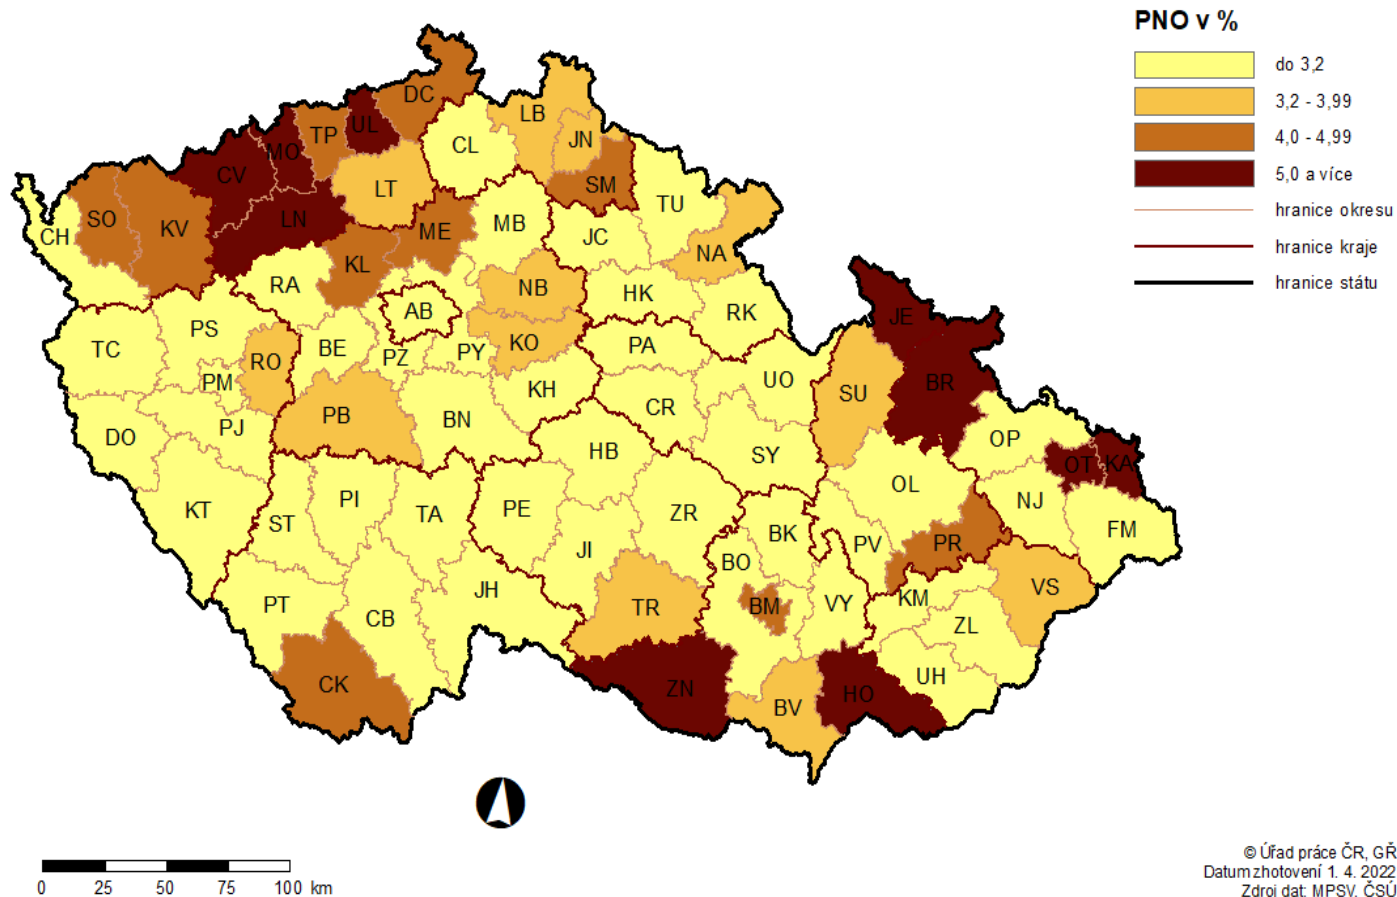 PNO v %
do 3,2
3,2 - 3,99
4,0 - 4,99
5,0 a více
hranice okresu
hranice kraje
hranice státu
DC
LB
UL
TP
JN
CL
MO
CV
LT
SM
TU
SO
KV
LN
ME
MB
JC
CH
NA
KL
RA
NB
HK
AB
RK
JE
PS
KO
TC
BE
PZ
PY
PA
RO
UO
PM
KH
BR
SU
PB
CR
BN
DO
PJ
OP
HB
SY
OT
KA
OL
NJ
KT
PI
TA
PE
ZR
ST
FM
BK
PV
PR
JI
BO
VS
JH
KM
PT
CB
TR
BM
VY
ZL
UH
CK
ZN
HO
BV
0 25 50 75 100 km
© Úřad práce ČR, GŘ
Datum zhotovení 1. 4. 2022
Zdroj dat: MPSV, ČSÚ